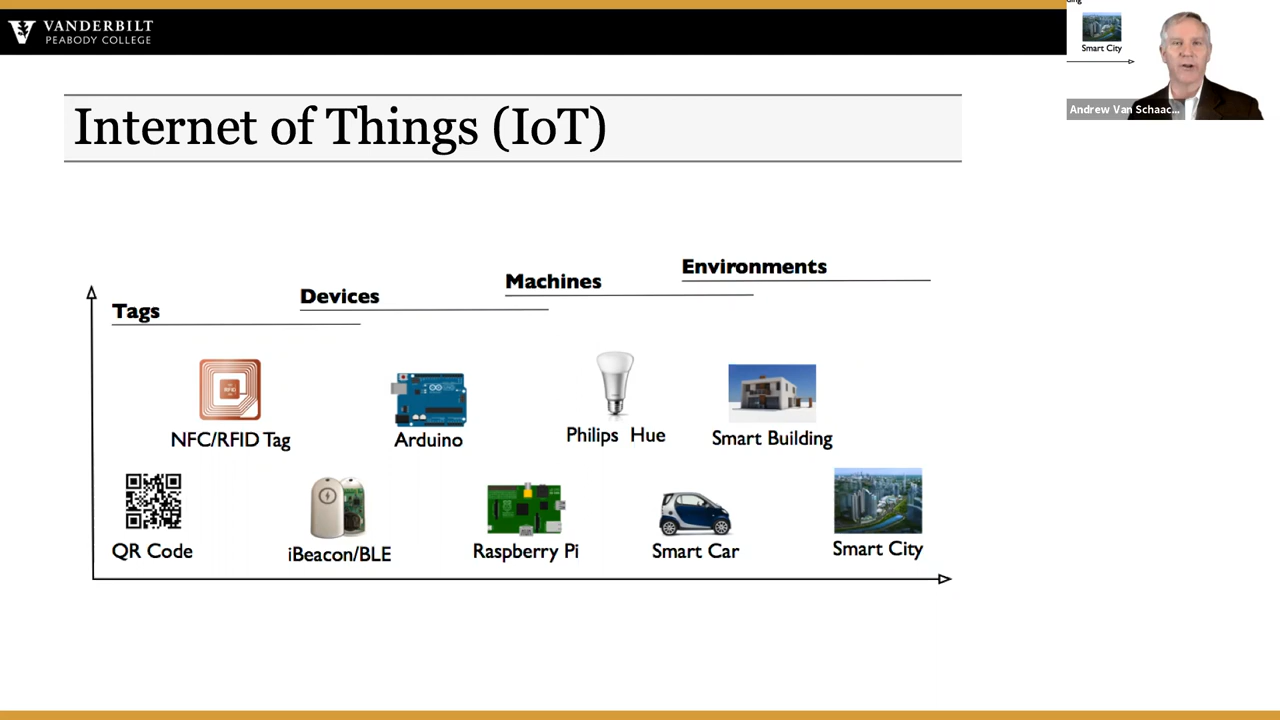 VANDERBILT
PEABODY COLLEGE
Smart City
Andrew Van Schaac...
Internet of Things (IoT)
Environments
Machines
Devices
Tags
RFID
NFC/RFID Tag
Arduino
Philips Hue
Smart Building
QR Code
iBeacon/BLE
Raspberry Pi
Smart Car
Smart City